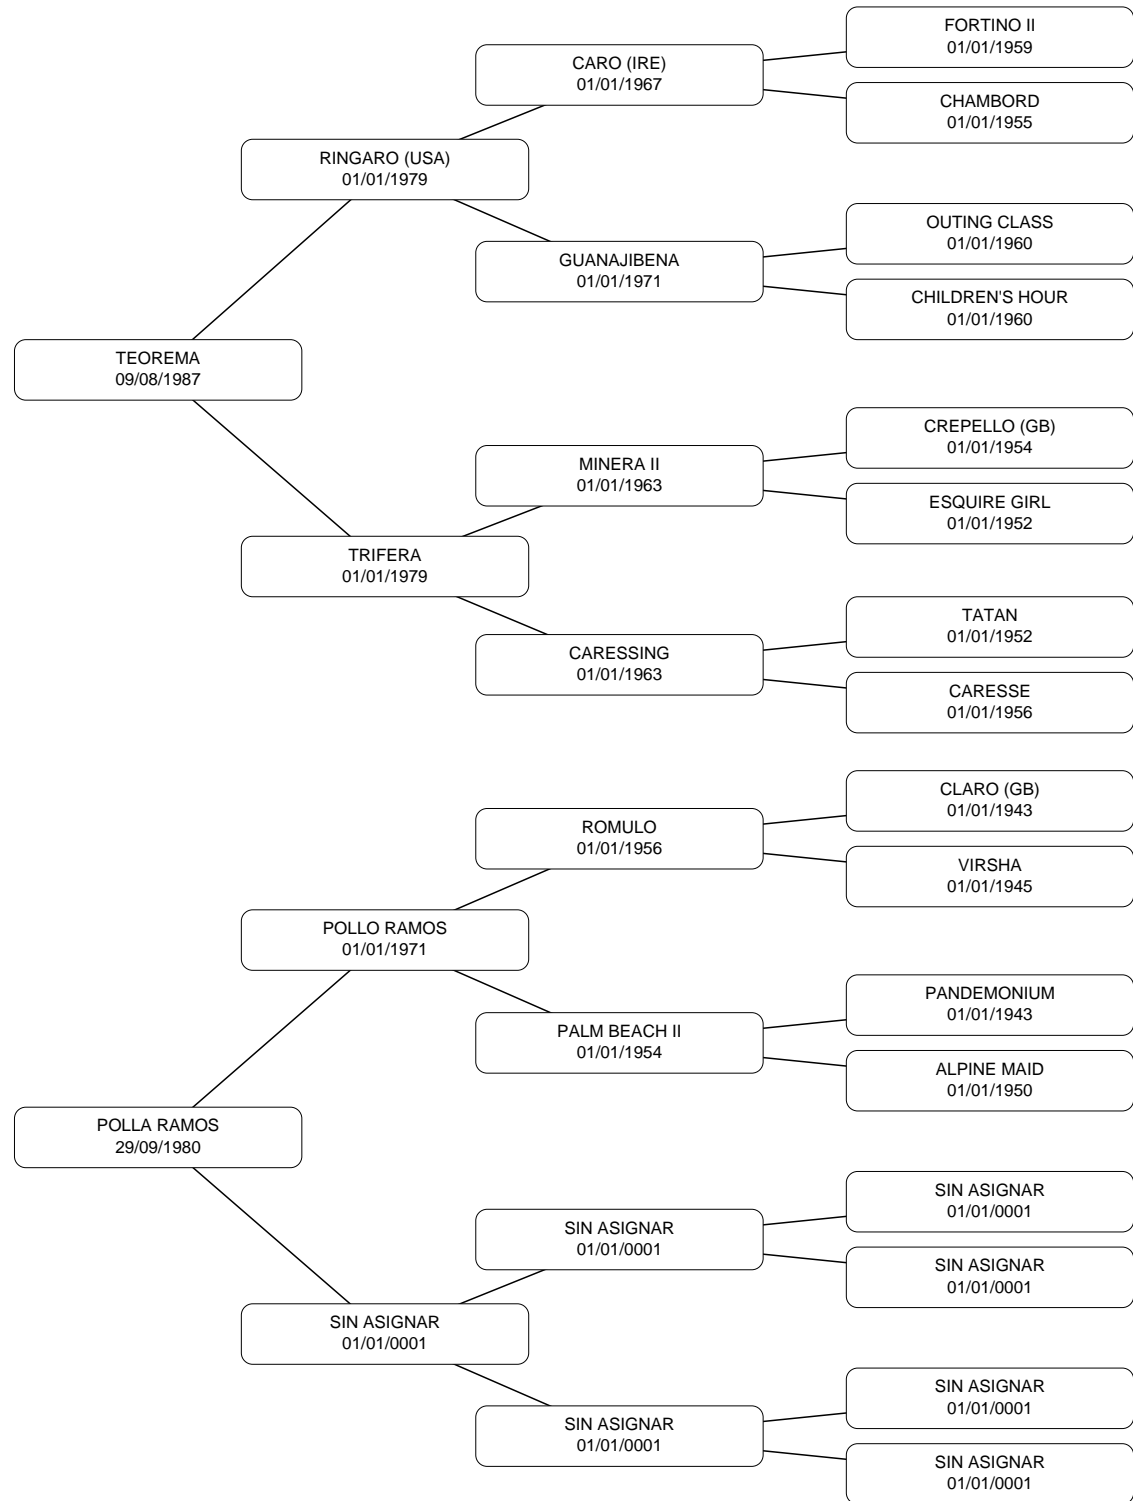 FORTINO II
01/01/1959
CARO (IRE)
01/01/1967
CHAMBORD
01/01/1955
RINGARO (USA)
01/01/1979
OUTING CLASS
01/01/1960
GUANAJIBENA
01/01/1971
CHILDREN'S HOUR
01/01/1960
TEOREMA
09/08/1987
CREPELLO (GB)
01/01/1954
MINERA II
01/01/1963
ESQUIRE GIRL
01/01/1952
TRIFERA
01/01/1979
TATAN
01/01/1952
CARESSING
01/01/1963
CARESSE
01/01/1956
CLARO (GB)
01/01/1943
ROMULO
01/01/1956
VIRSHA
01/01/1945
POLLO RAMOS
01/01/1971
PANDEMONIUM
01/01/1943
PALM BEACH II
01/01/1954
ALPINE MAID
01/01/1950
POLLA RAMOS
29/09/1980
SIN ASIGNAR
01/01/0001
SIN ASIGNAR
01/01/0001
SIN ASIGNAR
01/01/0001
SIN ASIGNAR
01/01/0001
SIN ASIGNAR
01/01/0001
SIN ASIGNAR
01/01/0001
SIN ASIGNAR
01/01/0001